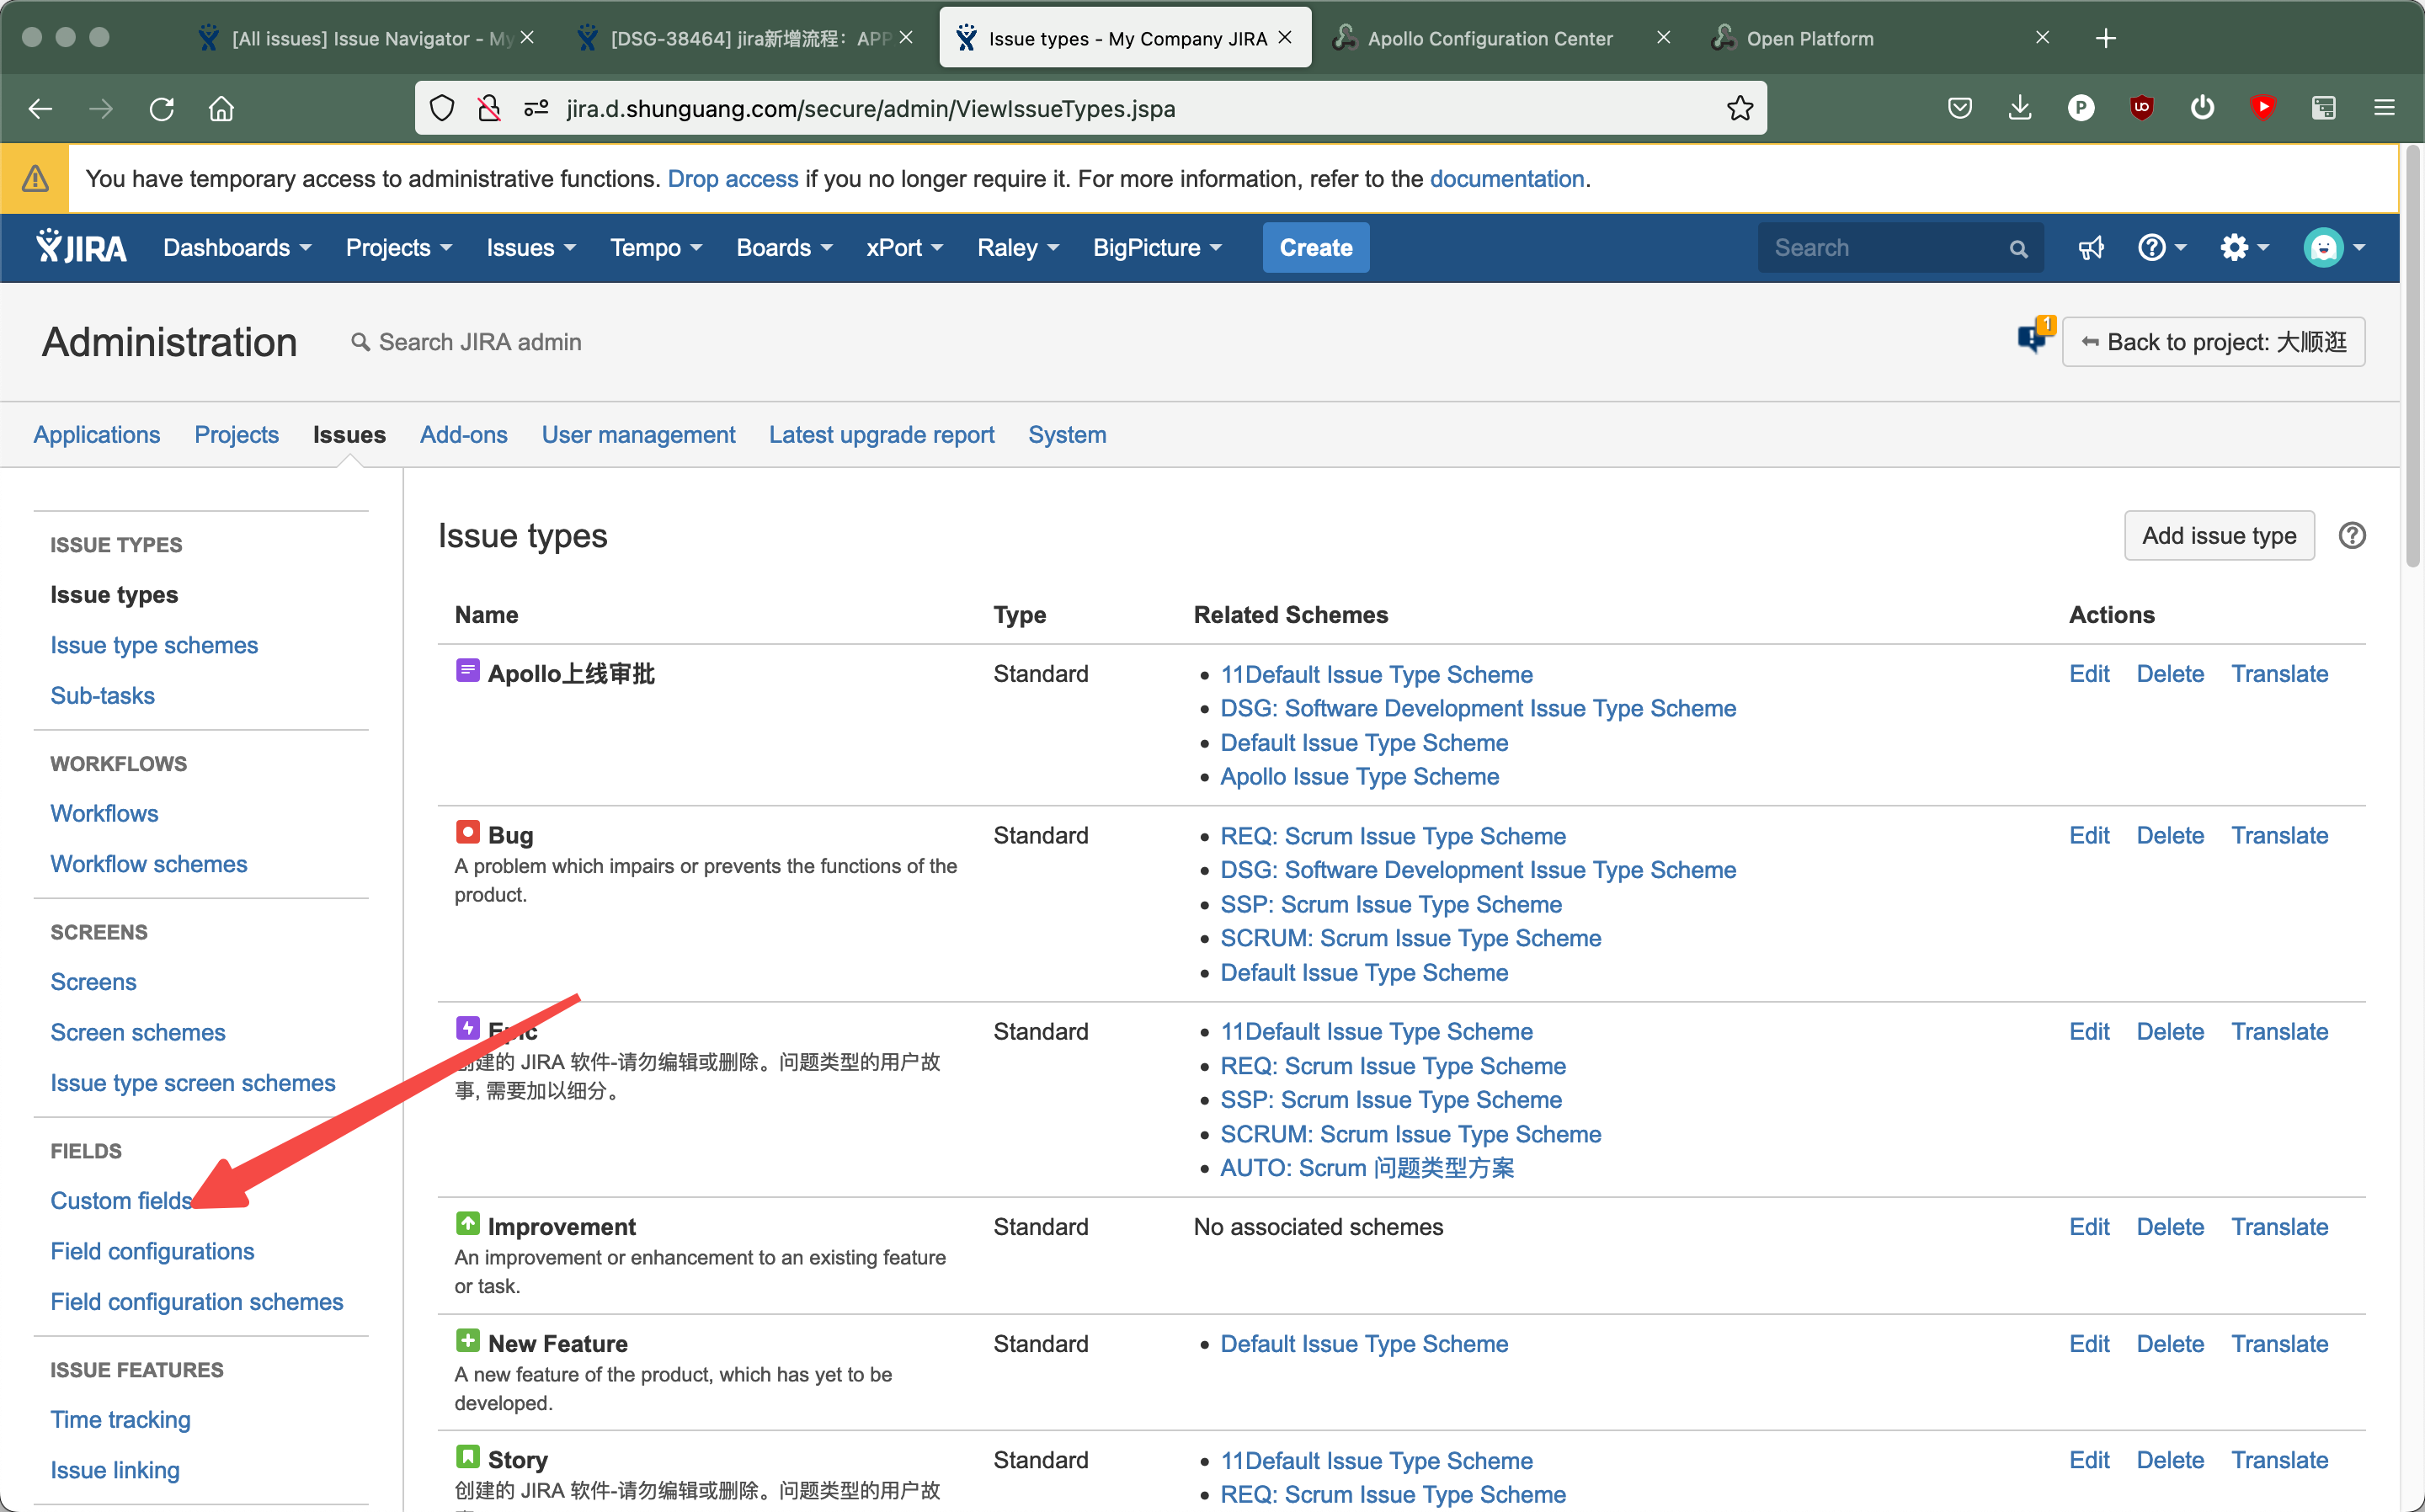 [All issues] Issue Navigator - My
[DSG-38464] jira新增流程：APP
Issue types - My Company JIRA
Apollo Configuration Center
Open Platform
jira.d.shunguang.com/secure/admin/ViewIssueTypes.jspa
You have temporary access to administrative functions. Drop access if you no longer require it. For more information, refer to the documentation.
JIRA Dashboards Projects Issues Tempo Boards xPort Raley BigPicture Create Search
Administration Search JIRA admin 1 Back to project: 大顺逛
Applications Projects Issues Add-ons User management Latest upgrade report System
ISSUE TYPES
Issue types
Issue type schemes
Sub-tasks
WORKFLOWS
Workflows
Workflow schemes
SCREENS
Screens
Screen schemes
Issue type screen schemes
FIELDS
Custom fields
Field configurations
Field configuration schemes
ISSUE FEATURES
Time tracking
Issue linking
Issue types Add issue type
Name Type Related Schemes Actions
Apollo上线审批 Standard
11Default Issue Type Scheme
DSG: Software Development Issue Type Scheme
Default Issue Type Scheme
Apollo Issue Type Scheme
Edit Delete Translate
Bug
A problem which impairs or prevents the functions of the
product.
Standard
REQ: Scrum Issue Type Scheme
DSG: Software Development Issue Type Scheme
SSP: Scrum Issue Type Scheme
SCRUM: Scrum Issue Type Scheme
Default Issue Type Scheme
Edit Delete Translate
Epic
创建的 JIRA 软件-请勿编辑或删除。问题类型的用户故
事, 需要加以细分。
Standard
11Default Issue Type Scheme
REQ: Scrum Issue Type Scheme
SSP: Scrum Issue Type Scheme
SCRUM: Scrum Issue Type Scheme
AUTO: Scrum 问题类型方案
Edit Delete Translate
Improvement
An improvement or enhancement to an existing feature
or task.
Standard
No associated schemes
Edit Delete Translate
New Feature
A new feature of the product, which has yet to be
developed.
Standard
Default Issue Type Scheme
Edit Delete Translate
Story
创建的 JIRA 软件-请勿编辑或删除。问题类型的用户故
Standard
11Default Issue Type Scheme
REQ: Scrum Issue Type Scheme
Edit Delete Translate